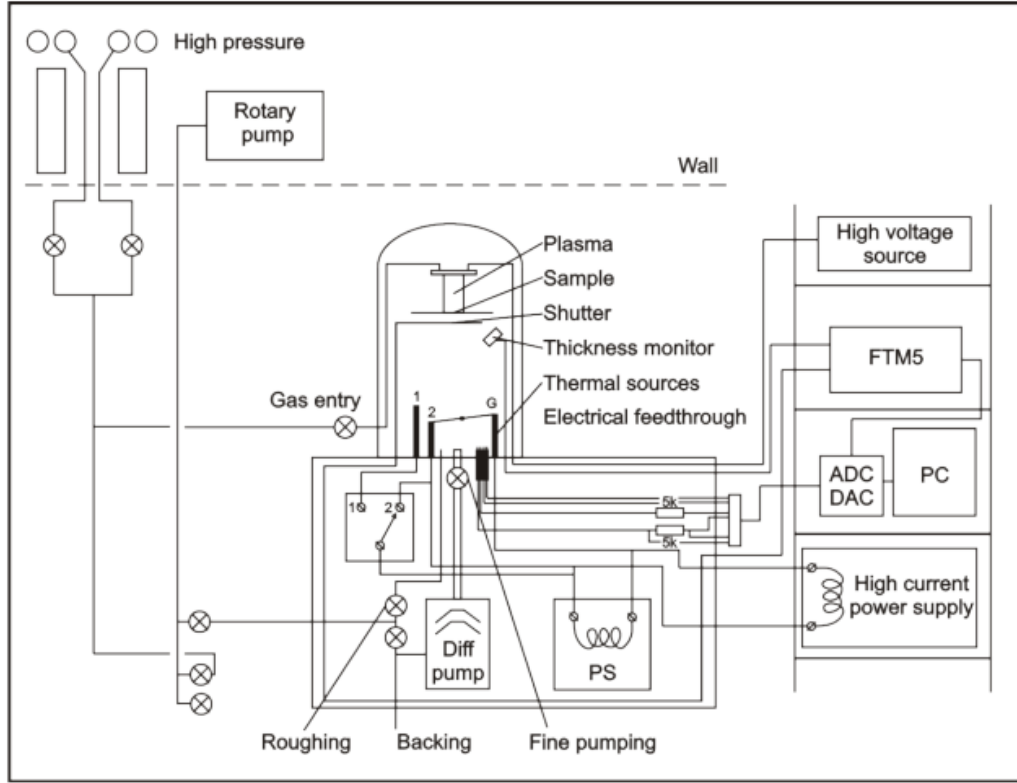 High pressure
Rotary
pump
Wall
Plasma
Sample
Shutter
Thickness monitor
Thermal sources
Electrical feedthrough
High voltage
source
FTM5
Gas entry
1
2
G
ADC
DAC
PC
1
2
5k
5k
High current
power supply
Diff
pump
PS
Roughing
Backing
Fine pumping